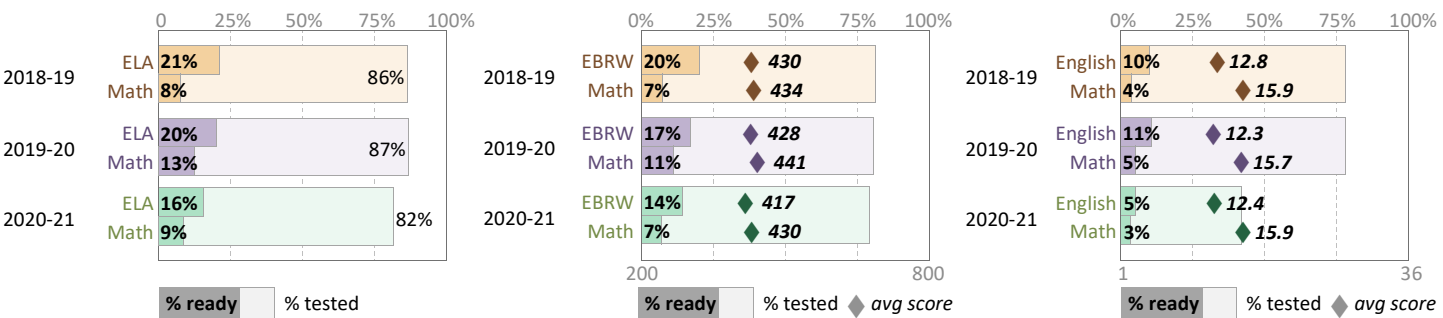 0 25% 50% 75% 100%
2018-19
ELA 21%
Math 8%
86%
2019-20
ELA 20%
Math 13%
87%
2020-21
ELA 16%
Math 9%
82%
% ready % tested
0% 25% 50% 75% 100%
2018-19
EBRW 20% 430
Math 7% 434
2019-20
EBRW 17% 428
Math 11% 441
2020-21
EBRW 14% 417
Math 7% 430
200 800
% ready % tested avg score
0% 25% 50% 75% 100%
2018-19
English 10% 12.8
Math 4% 15.9
2019-20
English 11% 12.3
Math 5% 15.7
2020-21
English 5% 12.4
Math 3% 15.9
1 36
% ready % tested avg score